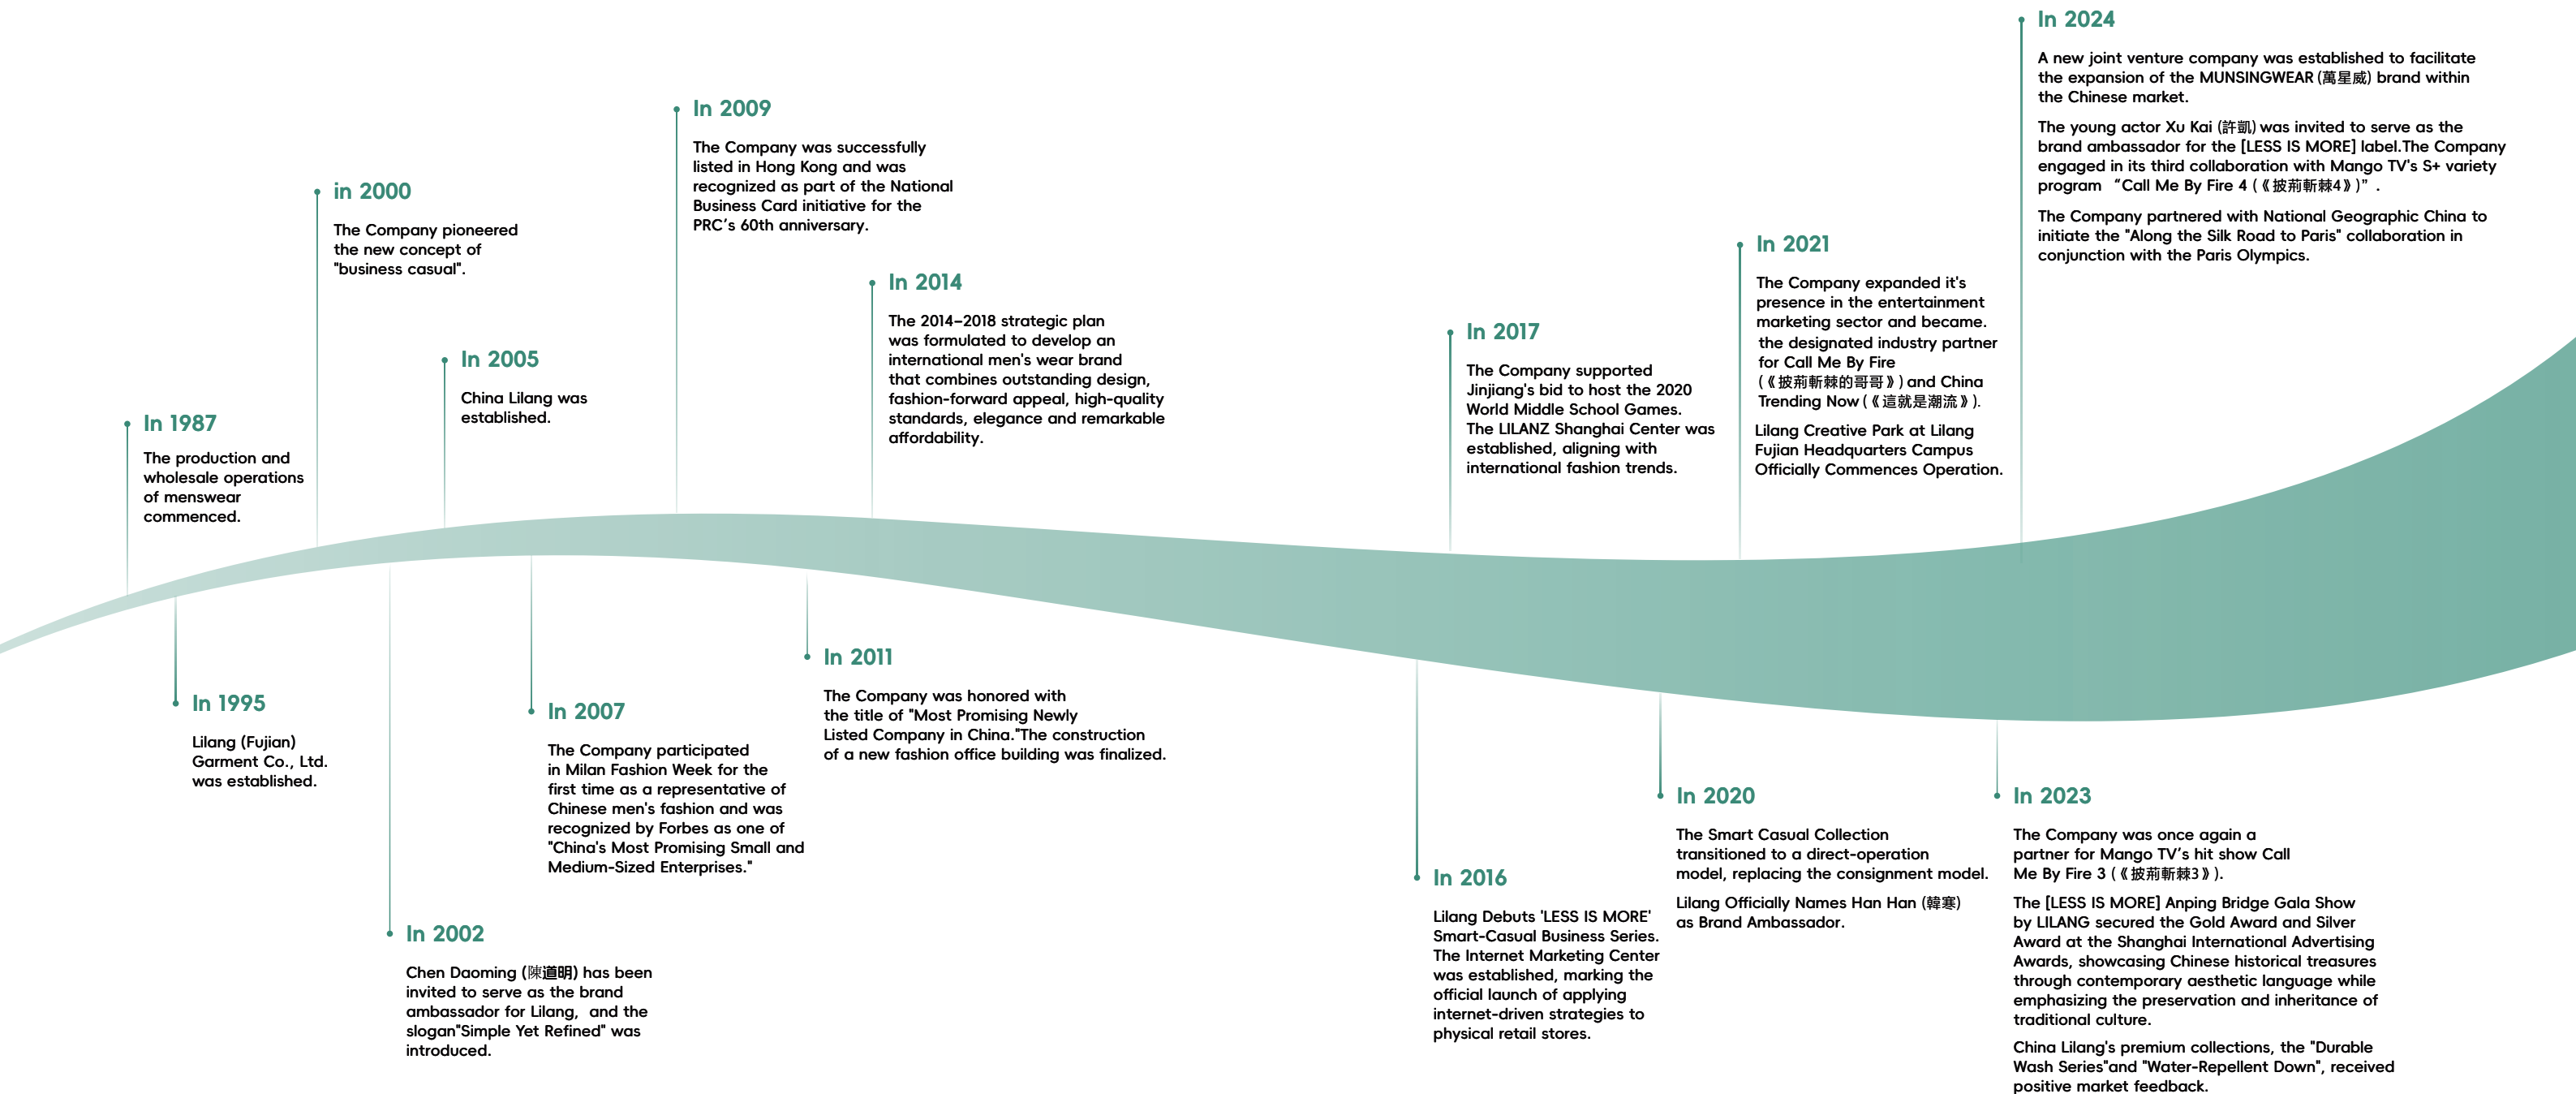 In 1987
The production and
wholesale operations
of menswear
commenced.
In 1995
Lilang (Fujian)
Garment Co., Ltd.
was established.
in 2000
The Company pioneered
the new concept of
"business casual".
In 2002
Chen Daoming (陳道明) has been
invited to serve as the brand
ambassador for Lilang, and the
slogan"Simple Yet Refined" was
introduced.
In 2005
China Lilang was
established.
In 2007
The Company participated
in Milan Fashion Week for the
first time as a representative of
Chinese men's fashion and was
recognized by Forbes as one of
"China's Most Promising Small and
Medium-Sized Enterprises."
In 2009
The Company was successfully
listed in Hong Kong and was
recognized as part of the National
Business Card initiative for the
PRC’s 60th anniversary.
In 2011
The Company was honored with
the title of "Most Promising Newly
Listed Company in China."The construction
of a new fashion office building was finalized.
In 2014
The 2014–2018 strategic plan
was formulated to develop an
international men's wear brand
that combines outstanding design,
fashion-forward appeal, high-quality
standards, elegance and remarkable
affordability.
In 2016
Lilang Debuts 'LESS IS MORE'
Smart-Casual Business Series.
The Internet Marketing Center
was established, marking the
official launch of applying
internet-driven strategies to
physical retail stores.
In 2017
The Company supported
Jinjiang's bid to host the 2020
World Middle School Games.
The LILANZ Shanghai Center was
established, aligning with
international fashion trends.
In 2020
The Smart Casual Collection
transitioned to a direct-operation
model, replacing the consignment model.
Lilang Officially Names Han Han (韓寒)
as Brand Ambassador.
In 2021
The Company expanded it's
presence in the entertainment
marketing sector and became.
the designated industry partner
for Call Me By Fire
(《披荊斬棘的哥哥》) and China
Trending Now (《這就是潮流》).
Lilang Creative Park at Lilang
Fujian Headquarters Campus
Officially Commences Operation.
In 2023
The Company was once again a
partner for Mango TV’s hit show Call
Me By Fire 3 (《披荊斬棘3》).
The [LESS IS MORE] Anping Bridge Gala Show
by LILANG secured the Gold Award and Silver
Award at the Shanghai International Advertising
Awards, showcasing Chinese historical treasures
through contemporary aesthetic language while
emphasizing the preservation and inheritance of
traditional culture.
China Lilang's premium collections, the "Durable
Wash Series"and "Water-Repellent Down", received
positive market feedback.
In 2024
A new joint venture company was established to facilitate
the expansion of the MUNSINGWEAR (萬星威) brand within
the Chinese market.
The young actor Xu Kai (許凱) was invited to serve as the
brand ambassador for the [LESS IS MORE] label.The Company
engaged in its third collaboration with Mango TV's S+ variety
program “Call Me By Fire 4 (《披荊斬棘4》)”.
The Company partnered with National Geographic China to
initiate the "Along the Silk Road to Paris" collaboration in
conjunction with the Paris Olympics.